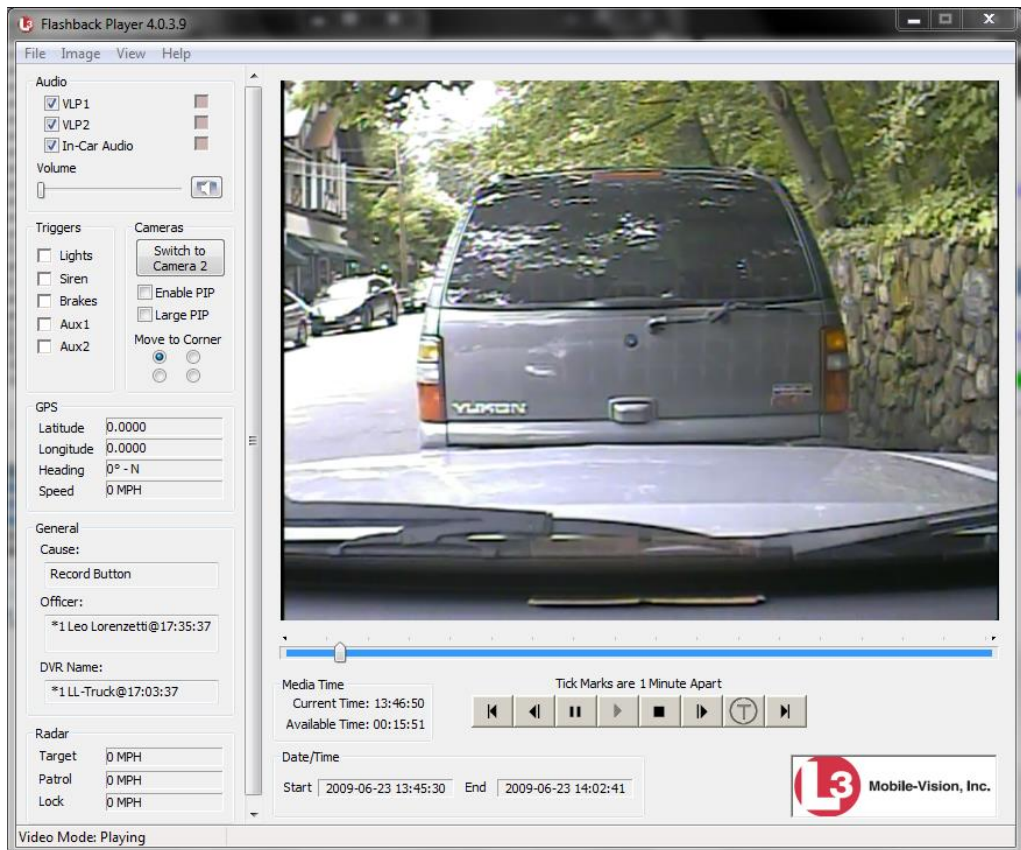 Flashback Player 4.0.3.9
File Image View Help
Audio
VLP1
VLP2
In-Car Audio
Volume
Triggers
Lights
Siren
Brakes
Aux1
Aux2
Cameras
Switch to
Camera 2
Enable PIP
Large PIP
Move to Corner
GPS
Latitude 0.0000
Longitude 0.0000
Heading 0° - N
Speed 0 MPH
General
Cause:
Record Button
Officer:
*1 Leo Lorenzetti@17:35:37
DVR Name:
*1 LL-Truck@17:03:37
Radar
Target 0 MPH
Patrol 0 MPH
Lock 0 MPH
YUKON
Media Time
Current Time: 13:46:50
Available Time: 00:15:51
Tick Marks are 1 Minute Apart
T
Date/Time
Start 2009-06-23 13:45:30 End 2009-06-23 14:02:41
L3 Mobile-Vision, Inc.
Video Mode: Playing